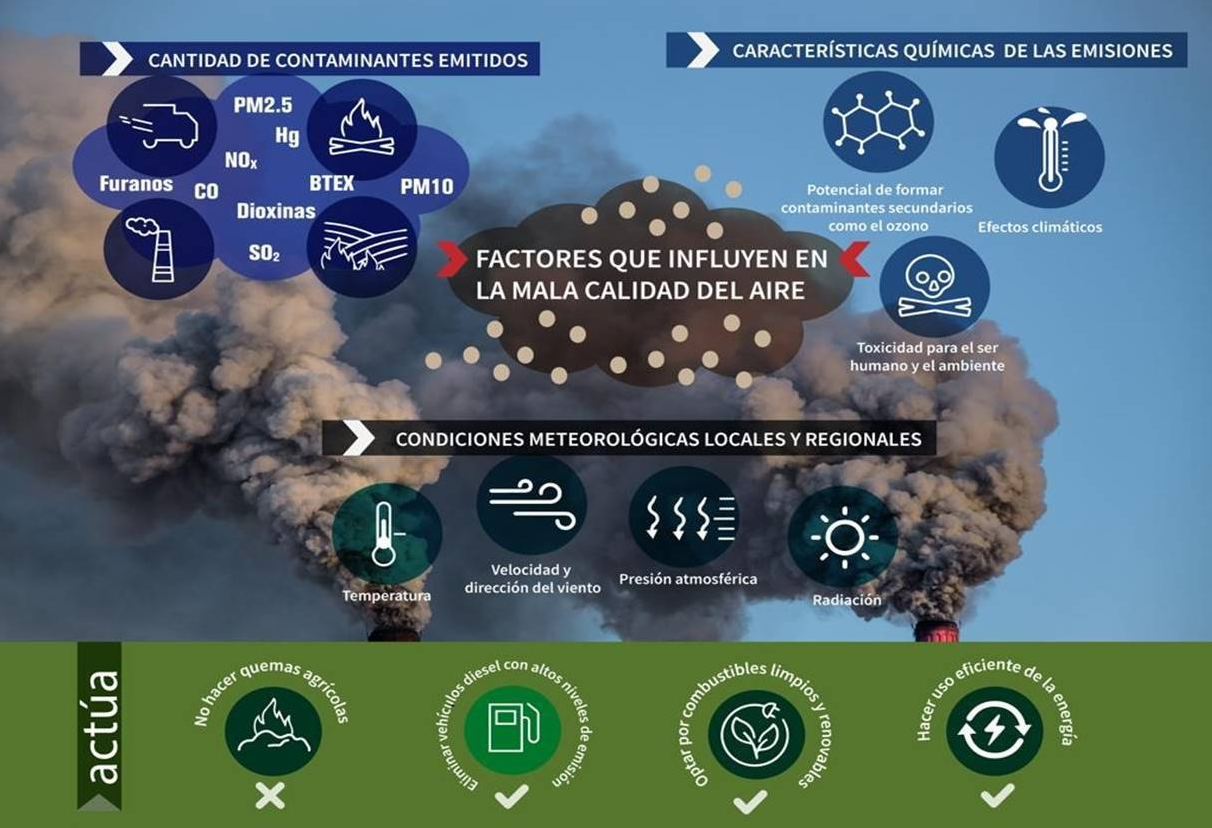 CANTIDAD DE CONTAMINANTES EMITIDOS
PM2.5
Hg
NOx
Furanos
CO
BTEX
PM10
Dioxinas
SO₂
CARACTERÍSTICAS QUÍMICAS DE LAS EMISIONES
Potencial de formar
contaminantes secundarios
como el ozono
Efectos climáticos
Toxicidad para el ser
humano y el ambiente
FACTORES QUE INFLUYEN EN
LA MALA CALIDAD DEL AIRE
CONDICIONES METEOROLÓGICAS LOCALES Y REGIONALES
Temperatura
Velocidad y
dirección del viento
Presión atmosférica
Radiación
actúa
No hacer quemas agrícolas
Eliminar vehículos diesel con altos niveles de emisión
Optar por combustibles limpios y renovables
Hacer uso eficiente de la energía